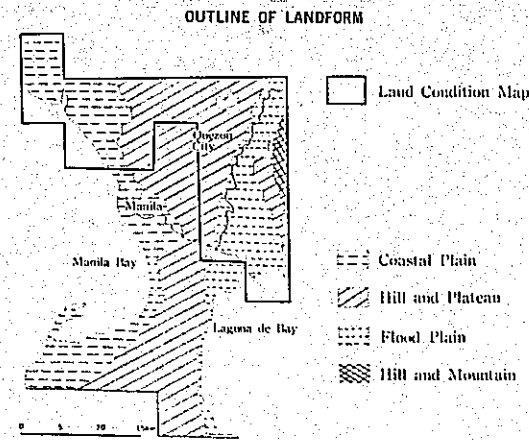 OUTLINE OF LANDFORM
Land Condition Map
Quezon
City
Manila
Manila Bay
Coastal Plain
Hill and Plateau
Laguna de Bay
Flood Plain
Hill and Mountain
0 5 10 15km